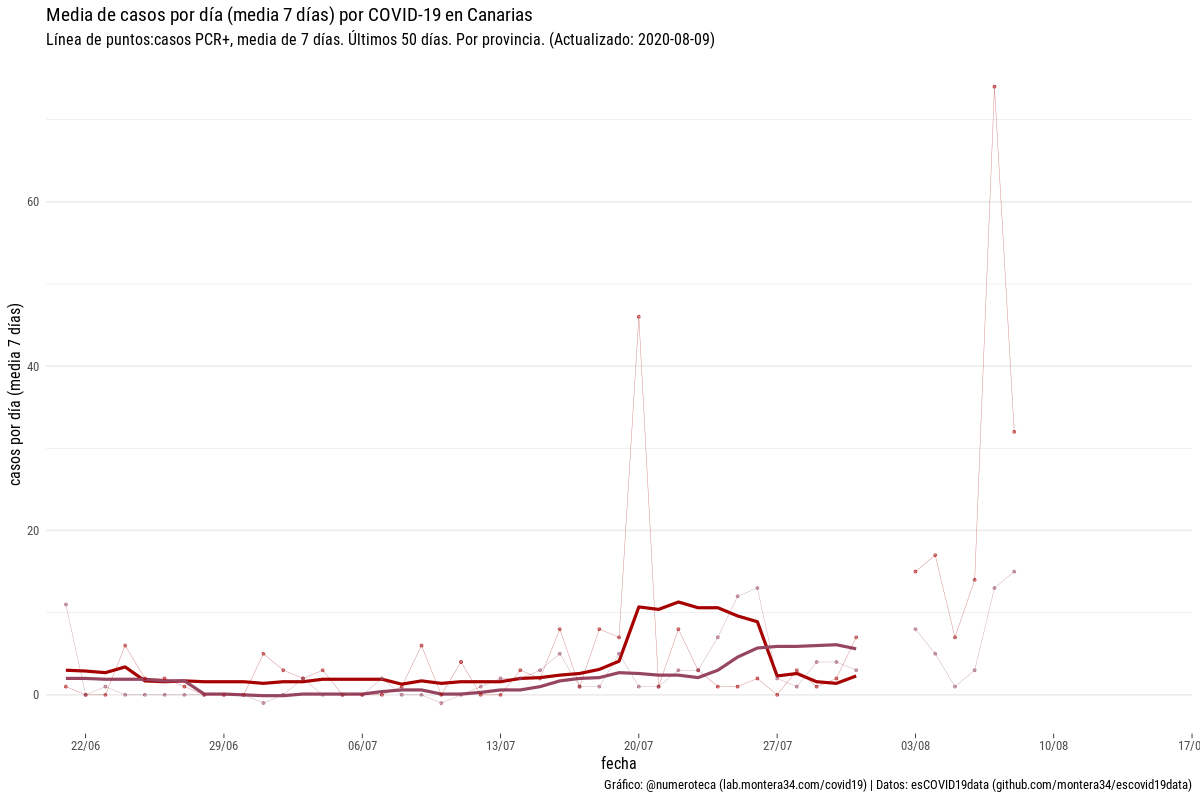 Media de casos por día (media 7 días) por COVID-19 en Canarias
Línea de puntos:casos PCR+, media de 7 días. Últimos 50 días. Por provincia. (Actualizado: 2020-08-09)
casos por día (media 7 días)
60
40
20
0
22/06
29/06
06/07
13/07
20/07
27/07
03/08
10/08
17/0
fecha
Gráfico: @numeroteca (lab.montera34.com/covid19) | Datos: esCOVID19data (github.com/montera34/escovid19data)